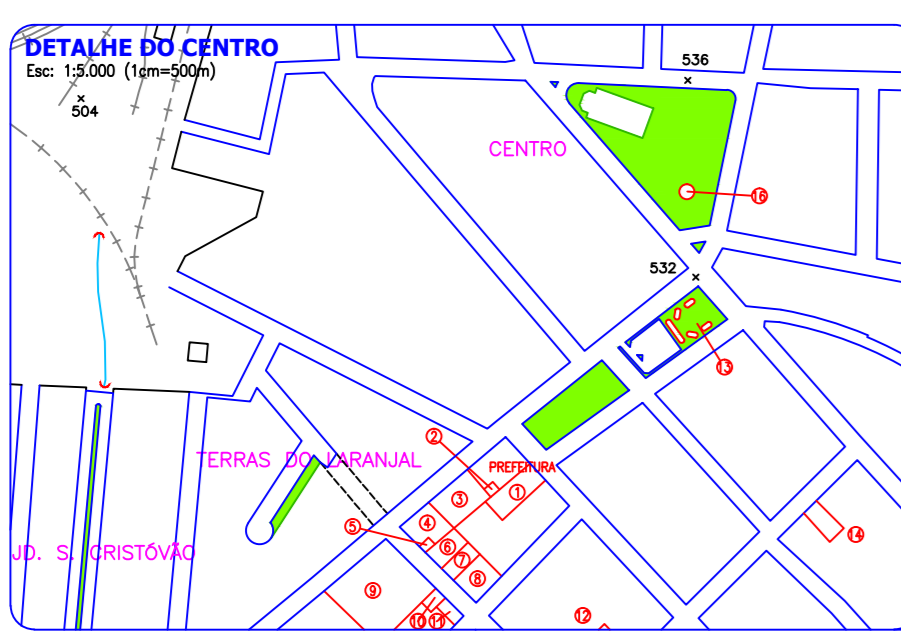 DETALHE DO CENTRO
Esc: 1:5.000 (1cm=500m)
504
536
CENTRO
16
532
13
2
TERRAS DO LARANJAL
PREFEITURA
1
3
4
5
6
7
8
14
JD. S. CRISTÓVÃO
9
10 11
12